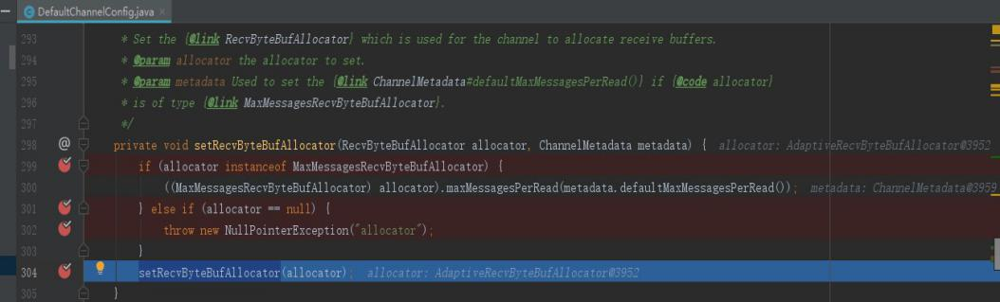 DefaultChannelConfig.java ×
293 * Set the {@link RecvByteBufAllocator} which is used for the channel to allocate receive buffers.
294 * @param allocator the allocator to set.
295 * @param metadata Used to set the {@link ChannelMetadata#defaultMaxMessagesPerRead()} if {@code allocator}
296 * is of type {@link MaxMessagesRecvByteBufAllocator}.
297 */
298 @ private void setRecvByteBufAllocator(RecvByteBufAllocator allocator, ChannelMetadata metadata) { allocator: AdaptiveRecvByteBufAllocator@3952
299 if (allocator instanceof MaxMessagesRecvByteBufAllocator) {
300 ((MaxMessagesRecvByteBufAllocator) allocator).maxMessagesPerRead(metadata.defaultMaxMessagesPerRead()); metadata: ChannelMetadata@3959
301 } else if (allocator == null) {
302 throw new NullPointerException("allocator");
303 }
304 setRecvByteBufAllocator(allocator); allocator: AdaptiveRecvByteBufAllocator@3952
305 }